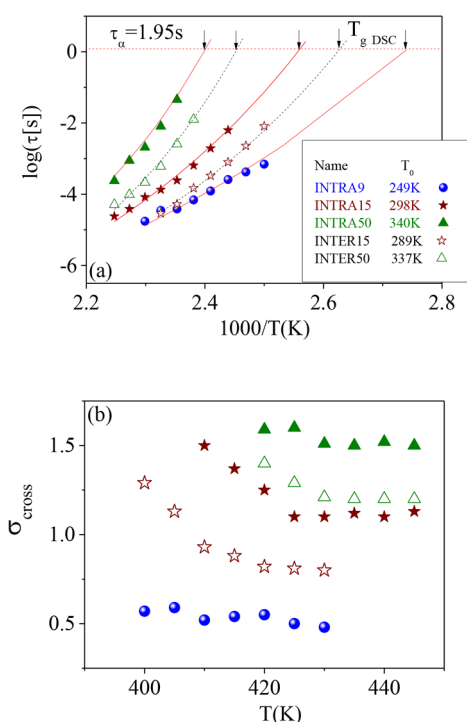 τα=1.95s
Tg DSC
0
-2
-4
-6
log(τ[s])
(a)
Name T0
INTRA9 249K
INTRA15 298K
INTRA50 340K
INTER15 289K
INTER50 337K
2.2 2.4 2.6 2.8
1000/T(K)
(b)
1.5
1.0
0.5
σcross
400 420 440
T(K)